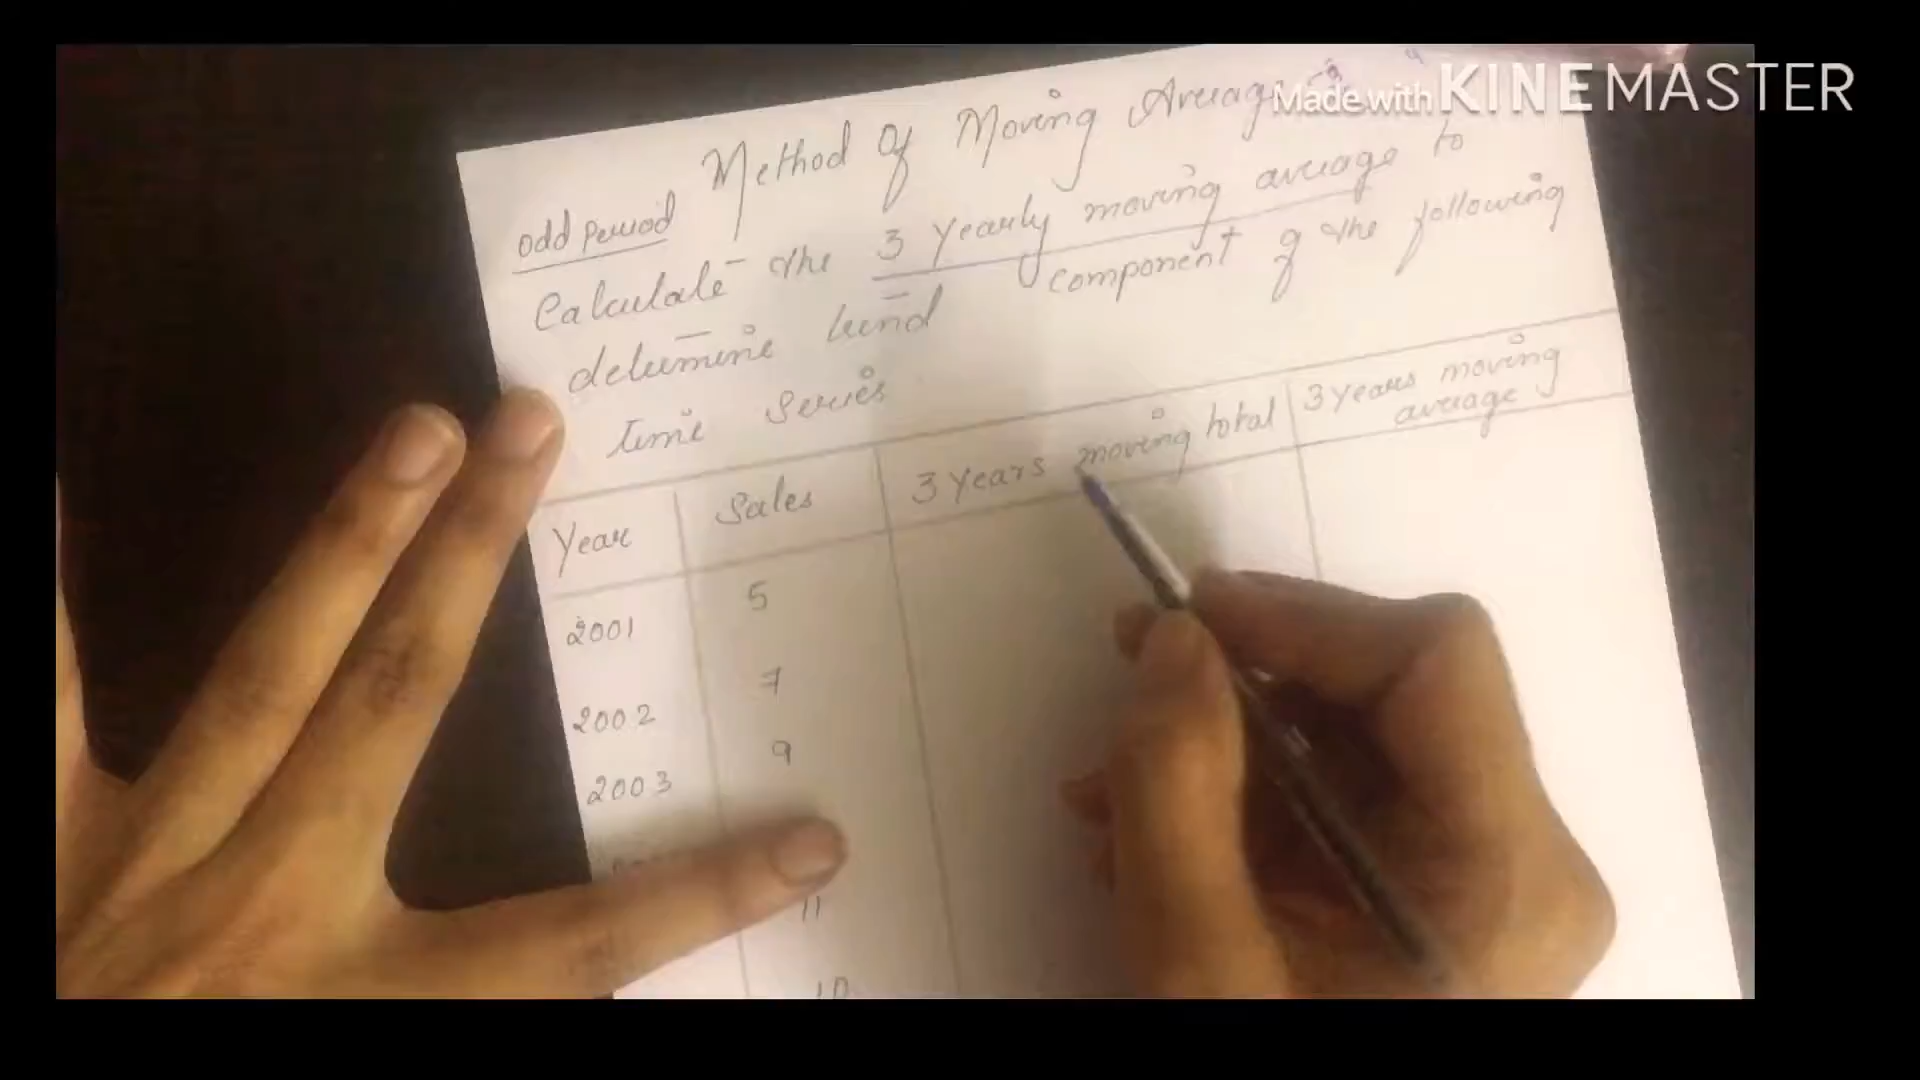 Made with KINEMASTER
Method Of Moving Averages
odd period
Calculate the 3 Yearly moving average to
determine trend component of the following
time series
Year Sales 3 Years moving total 3 Years moving average
2001 5
2002 7
2003 9
11
10